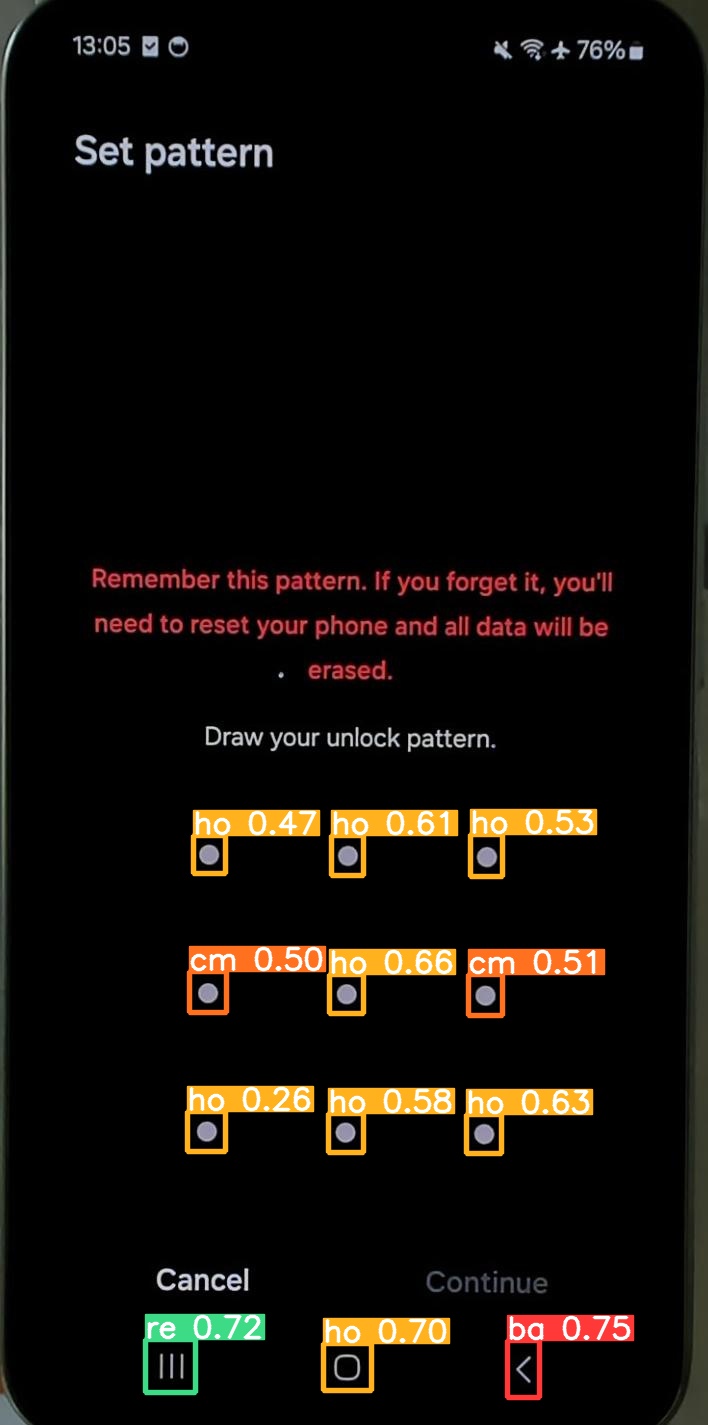 13:05 76%
Set pattern
Remember this pattern. If you forget it, you'll
need to reset your phone and all data will be
erased.
Draw your unlock pattern.
ho 0.47 ho 0.61 ho 0.53
cm 0.50 ho 0.66 cm 0.51
ho 0.26 ho 0.58 ho 0.63
Cancel Continue
re 0.72 ho 0.70 ba 0.75